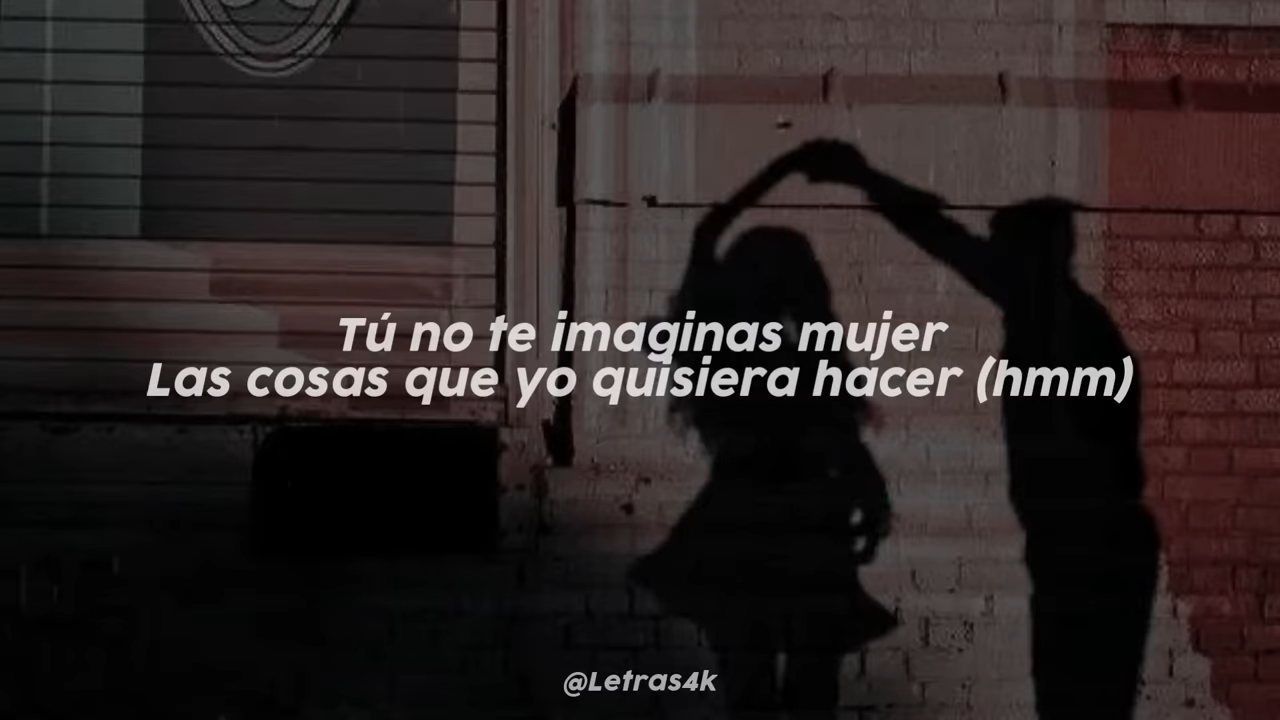 Tú no te imaginas mujer
Las cosas que yo quisiera hacer (hmm)
@Letras4k